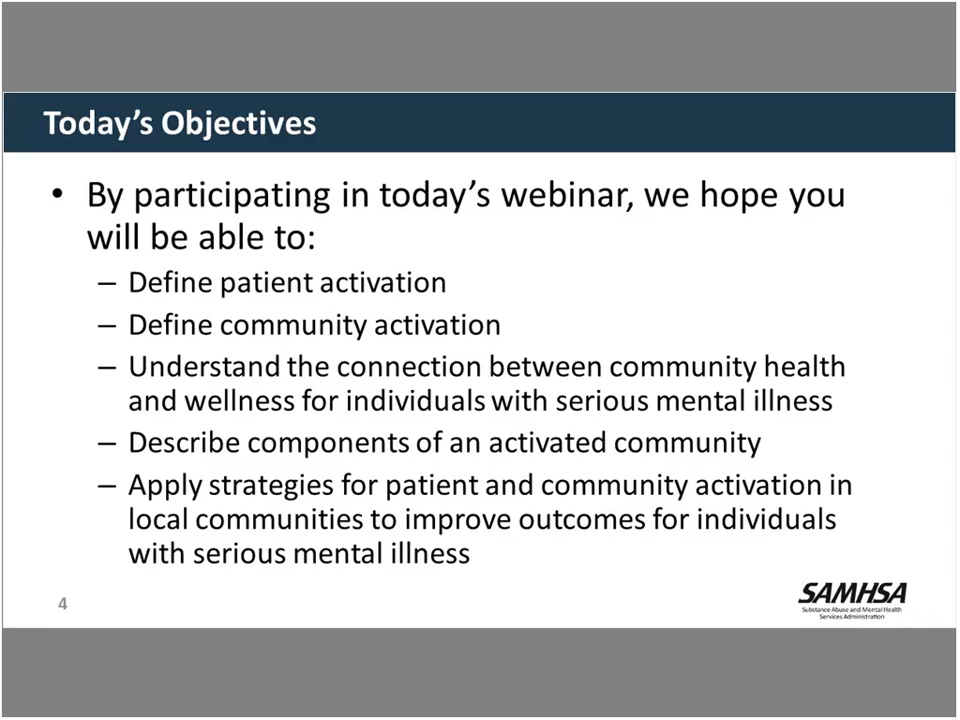 Today's Objectives
• By participating in today's webinar, we hope you
will be able to:
– Define patient activation
– Define community activation
– Understand the connection between community health
and wellness for individuals with serious mental illness
– Describe components of an activated community
– Apply strategies for patient and community activation in
local communities to improve outcomes for individuals
with serious mental illness
4
SAMHSA
Substance Abuse and Mental Health
Services Administration